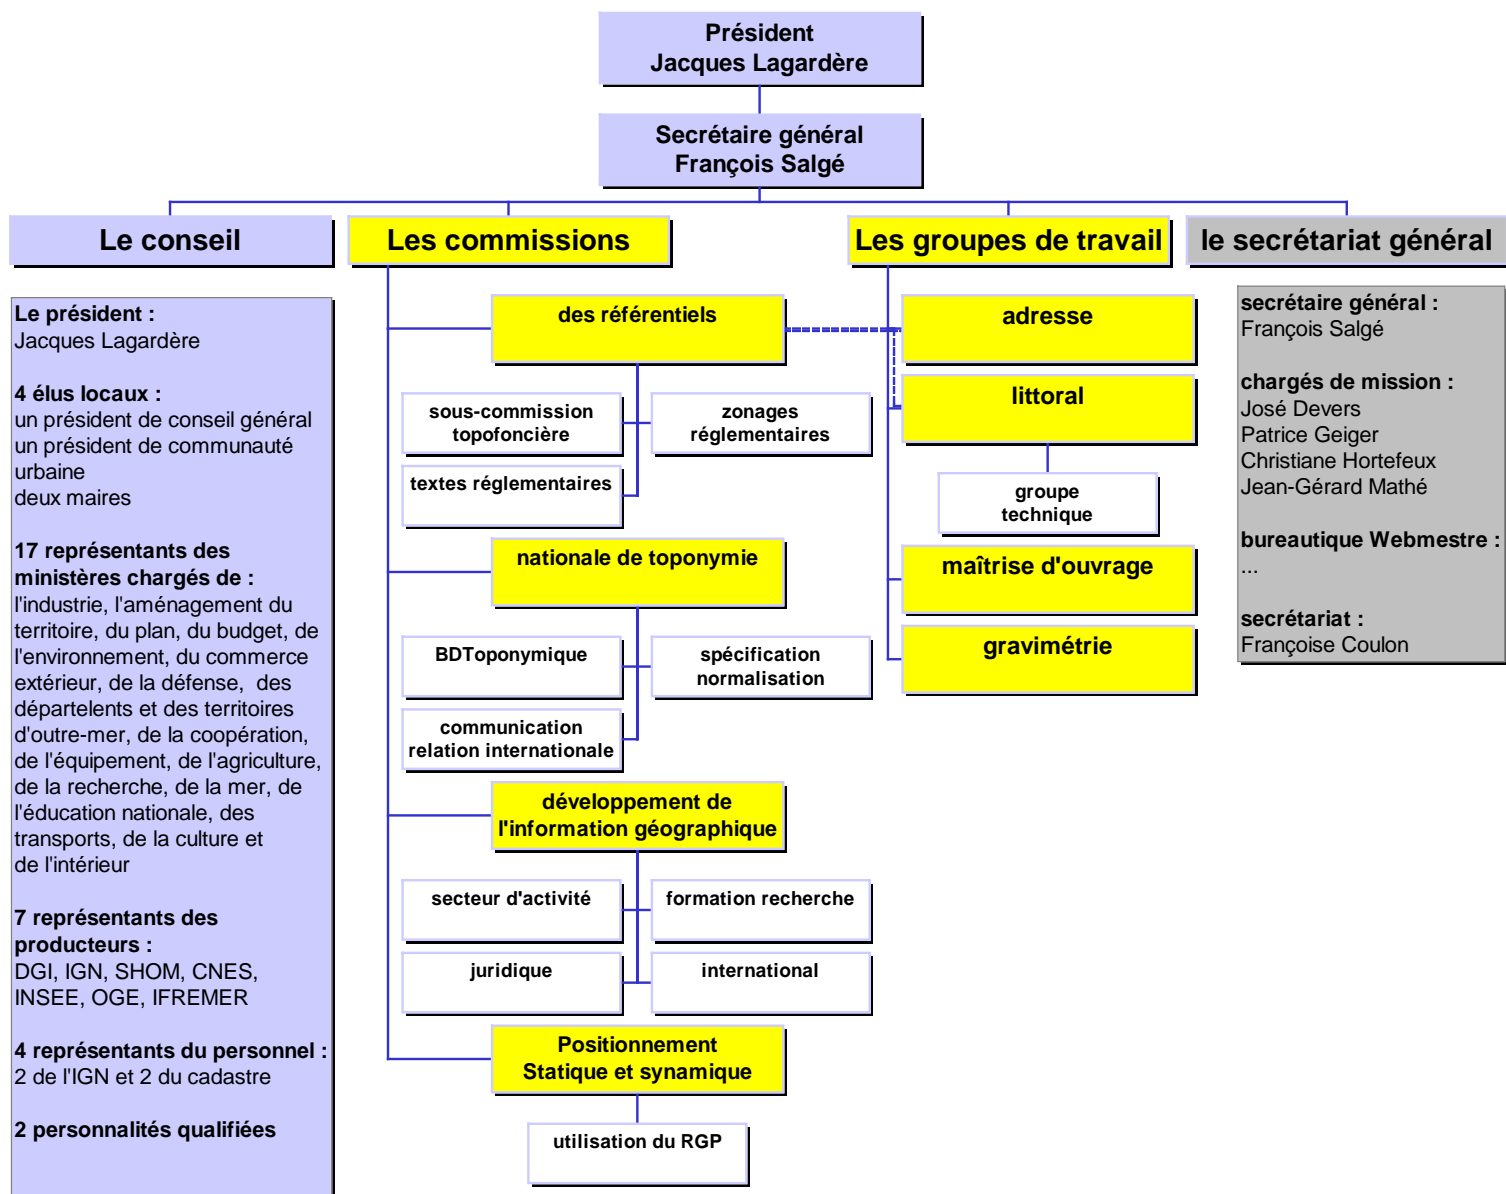 Président
Jacques Lagardère
Secrétaire général
François Salgé
Le conseil
Les commissions
Les groupes de travail
le secrétariat général
Le président :
Jacques Lagardère
4 élus locaux :
un président de conseil général
un président de communauté
urbaine
deux maires
17 représentants des
ministères chargés de :
l'industrie, l'aménagement du
territoire, du plan, du budget, de
l'environnement, du commerce
extérieur, de la défense, des
départelents et des territoires
d'outre-mer, de la coopération,
de l'équipement, de l'agriculture,
de la recherche, de la mer, de
l'éducation nationale, des
transports, de la culture et
de l'intérieur
7 représentants des
producteurs :
DGI, IGN, SHOM, CNES,
INSEE, OGE, IFREMER
4 représentants du personnel :
2 de l'IGN et 2 du cadastre
2 personnalités qualifiées
des référentiels
sous-commission
topofoncière
zonages
réglementaires
textes réglementaires
nationale de toponymie
BDToponymique
spécification
normalisation
communication
relation internationale
développement de
l'information géographique
secteur d'activité
formation recherche
juridique
international
Positionnement
Statique et synamique
utilisation du RGP
adresse
littoral
groupe
technique
maîtrise d'ouvrage
gravimétrie
secrétaire général :
François Salgé
chargés de mission :
José Devers
Patrice Geiger
Christiane Hortefeux
Jean-Gérard Mathé
bureautique Webmestre :
...
secrétariat :
Françoise Coulon